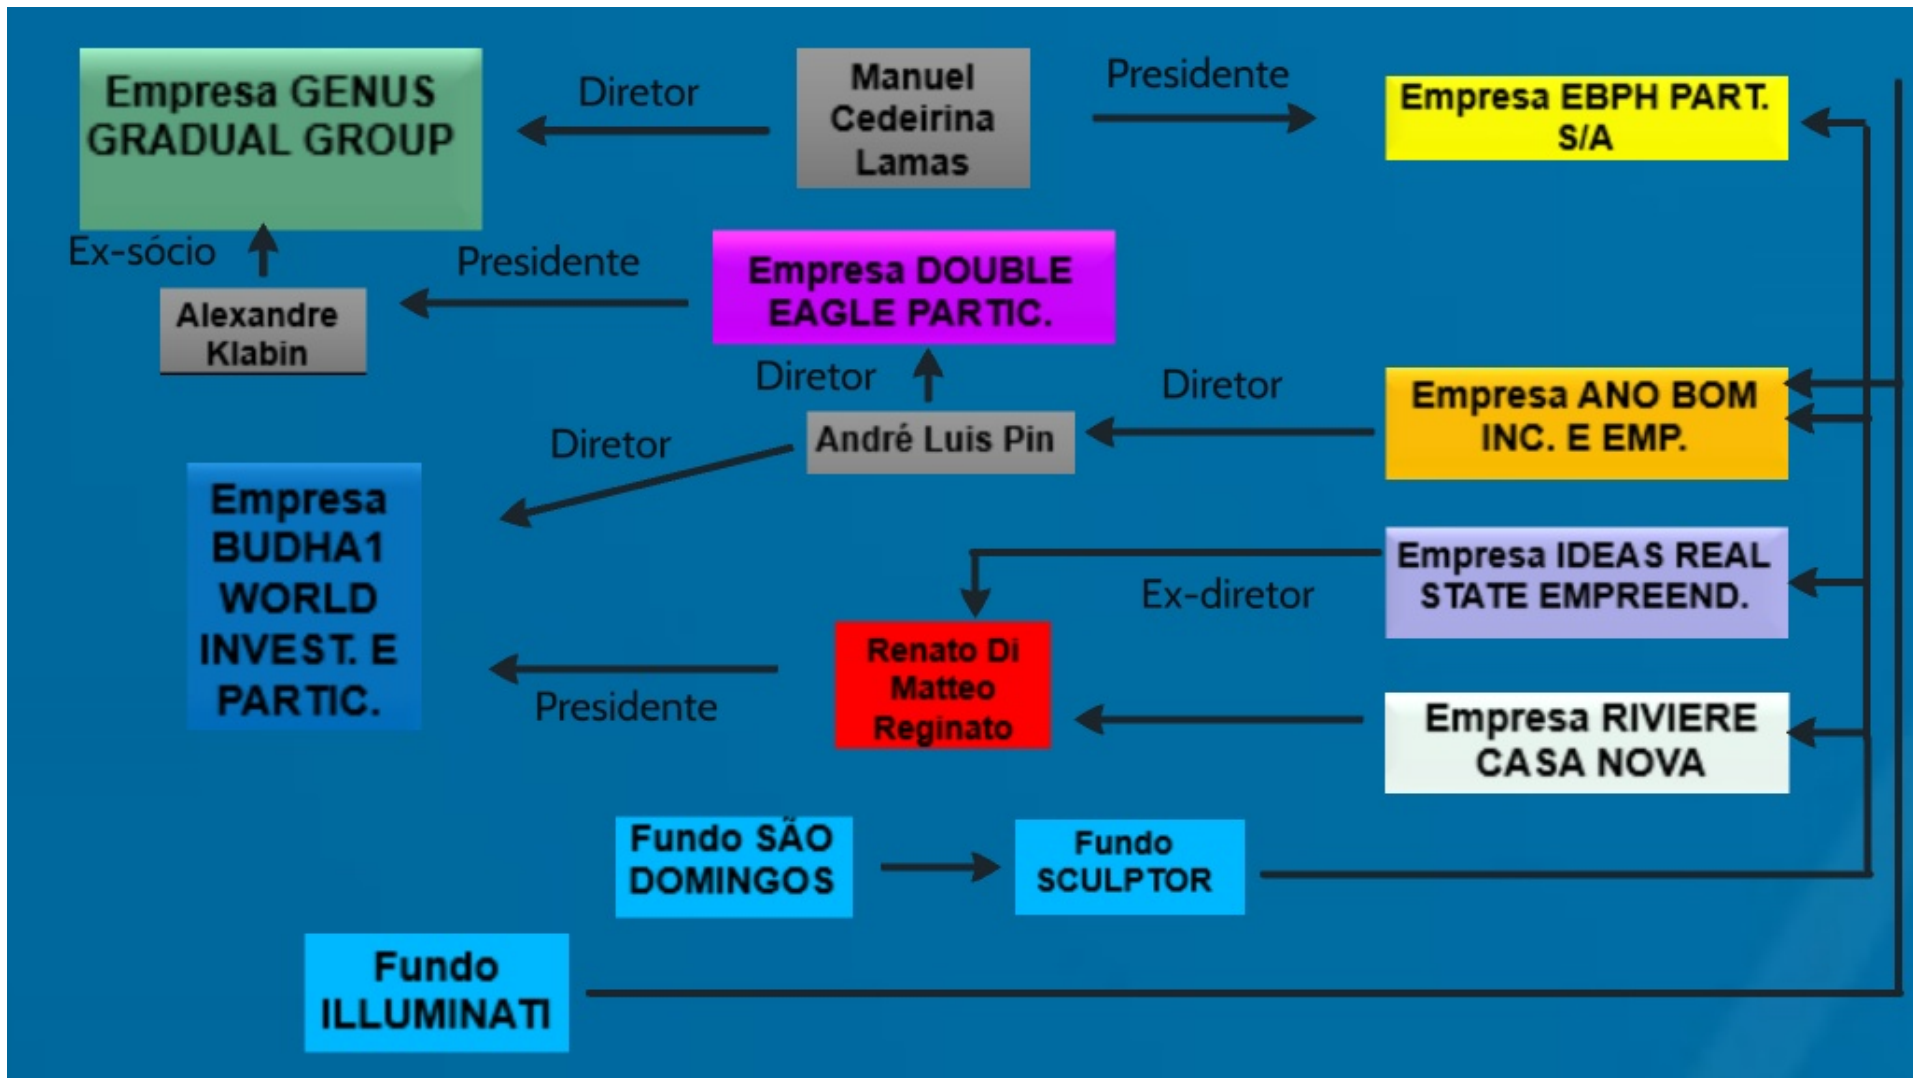 Empresa GENUS
GRADUAL GROUP
Diretor
Manuel
Cedeirina
Lamas
Presidente
Empresa EBPH PART.
S/A
Ex-sócio
Alexandre
Klabin
Presidente
Empresa DOUBLE
EAGLE PARTIC.
Diretor
André Luis Pin
Diretor
Empresa ANO BOM
INC. E EMP.
Diretor
Empresa
BUDHA1
WORLD
INVEST. E
PARTIC.
Ex-diretor
Empresa IDEAS REAL
STATE EMPREEND.
Presidente
Renato Di
Matteo
Reginato
Empresa RIVIERE
CASA NOVA
Fundo SÃO
DOMINGOS
Fundo
SCULPTOR
Fundo
ILLUMINATI